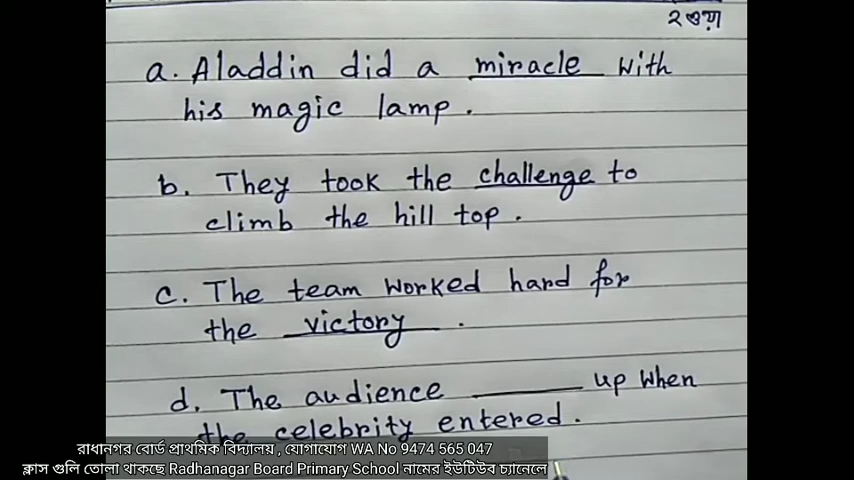 ২ গুণ
a. Aladdin did a miracle with
his magic lamp.
b. They took the challenge to
climb the hill top.
c. The team worked hard for
the victory.
d. The audience ______ up when
the celebrity entered.
রাধানগর বোর্ড প্রাথমিক বিদ্যালয় , যোগাযোগ WA No 9474 565 047
ক্লাস গুলি তোলা থাকছে Radhanagar Board Primary School নামের ইউটিউব চ্যানেলে